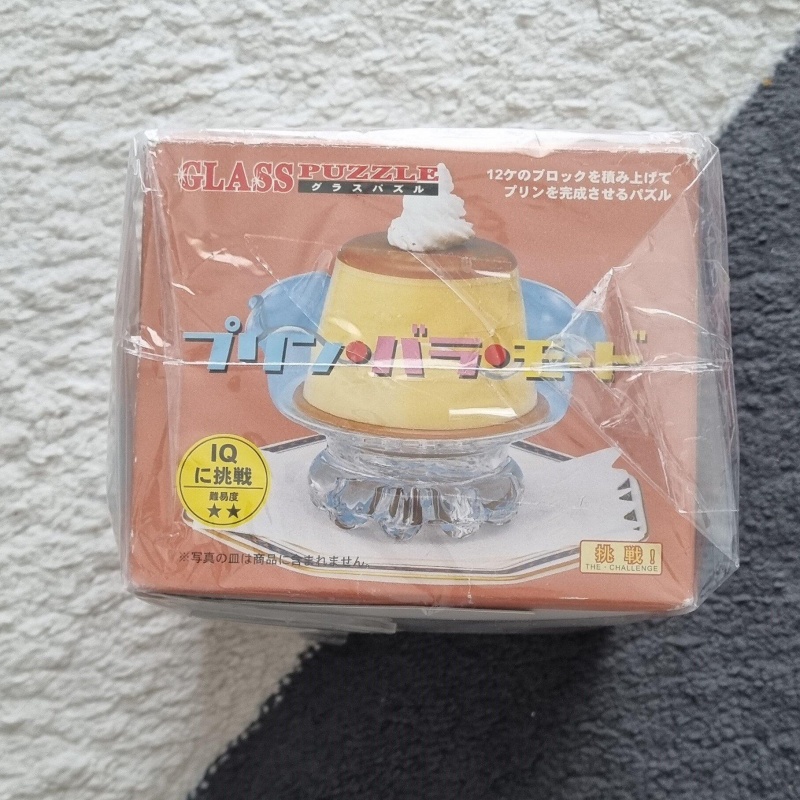 GLASS PUZZLE
グラスパズル
12ケのブロックを積み上げて
プリンを完成させるパズル
プリン・バラ・モード
IQ
に挑戦
難易度
★★
※写真の皿は商品に含まれません。
挑戦!
THE・CHALLENGE